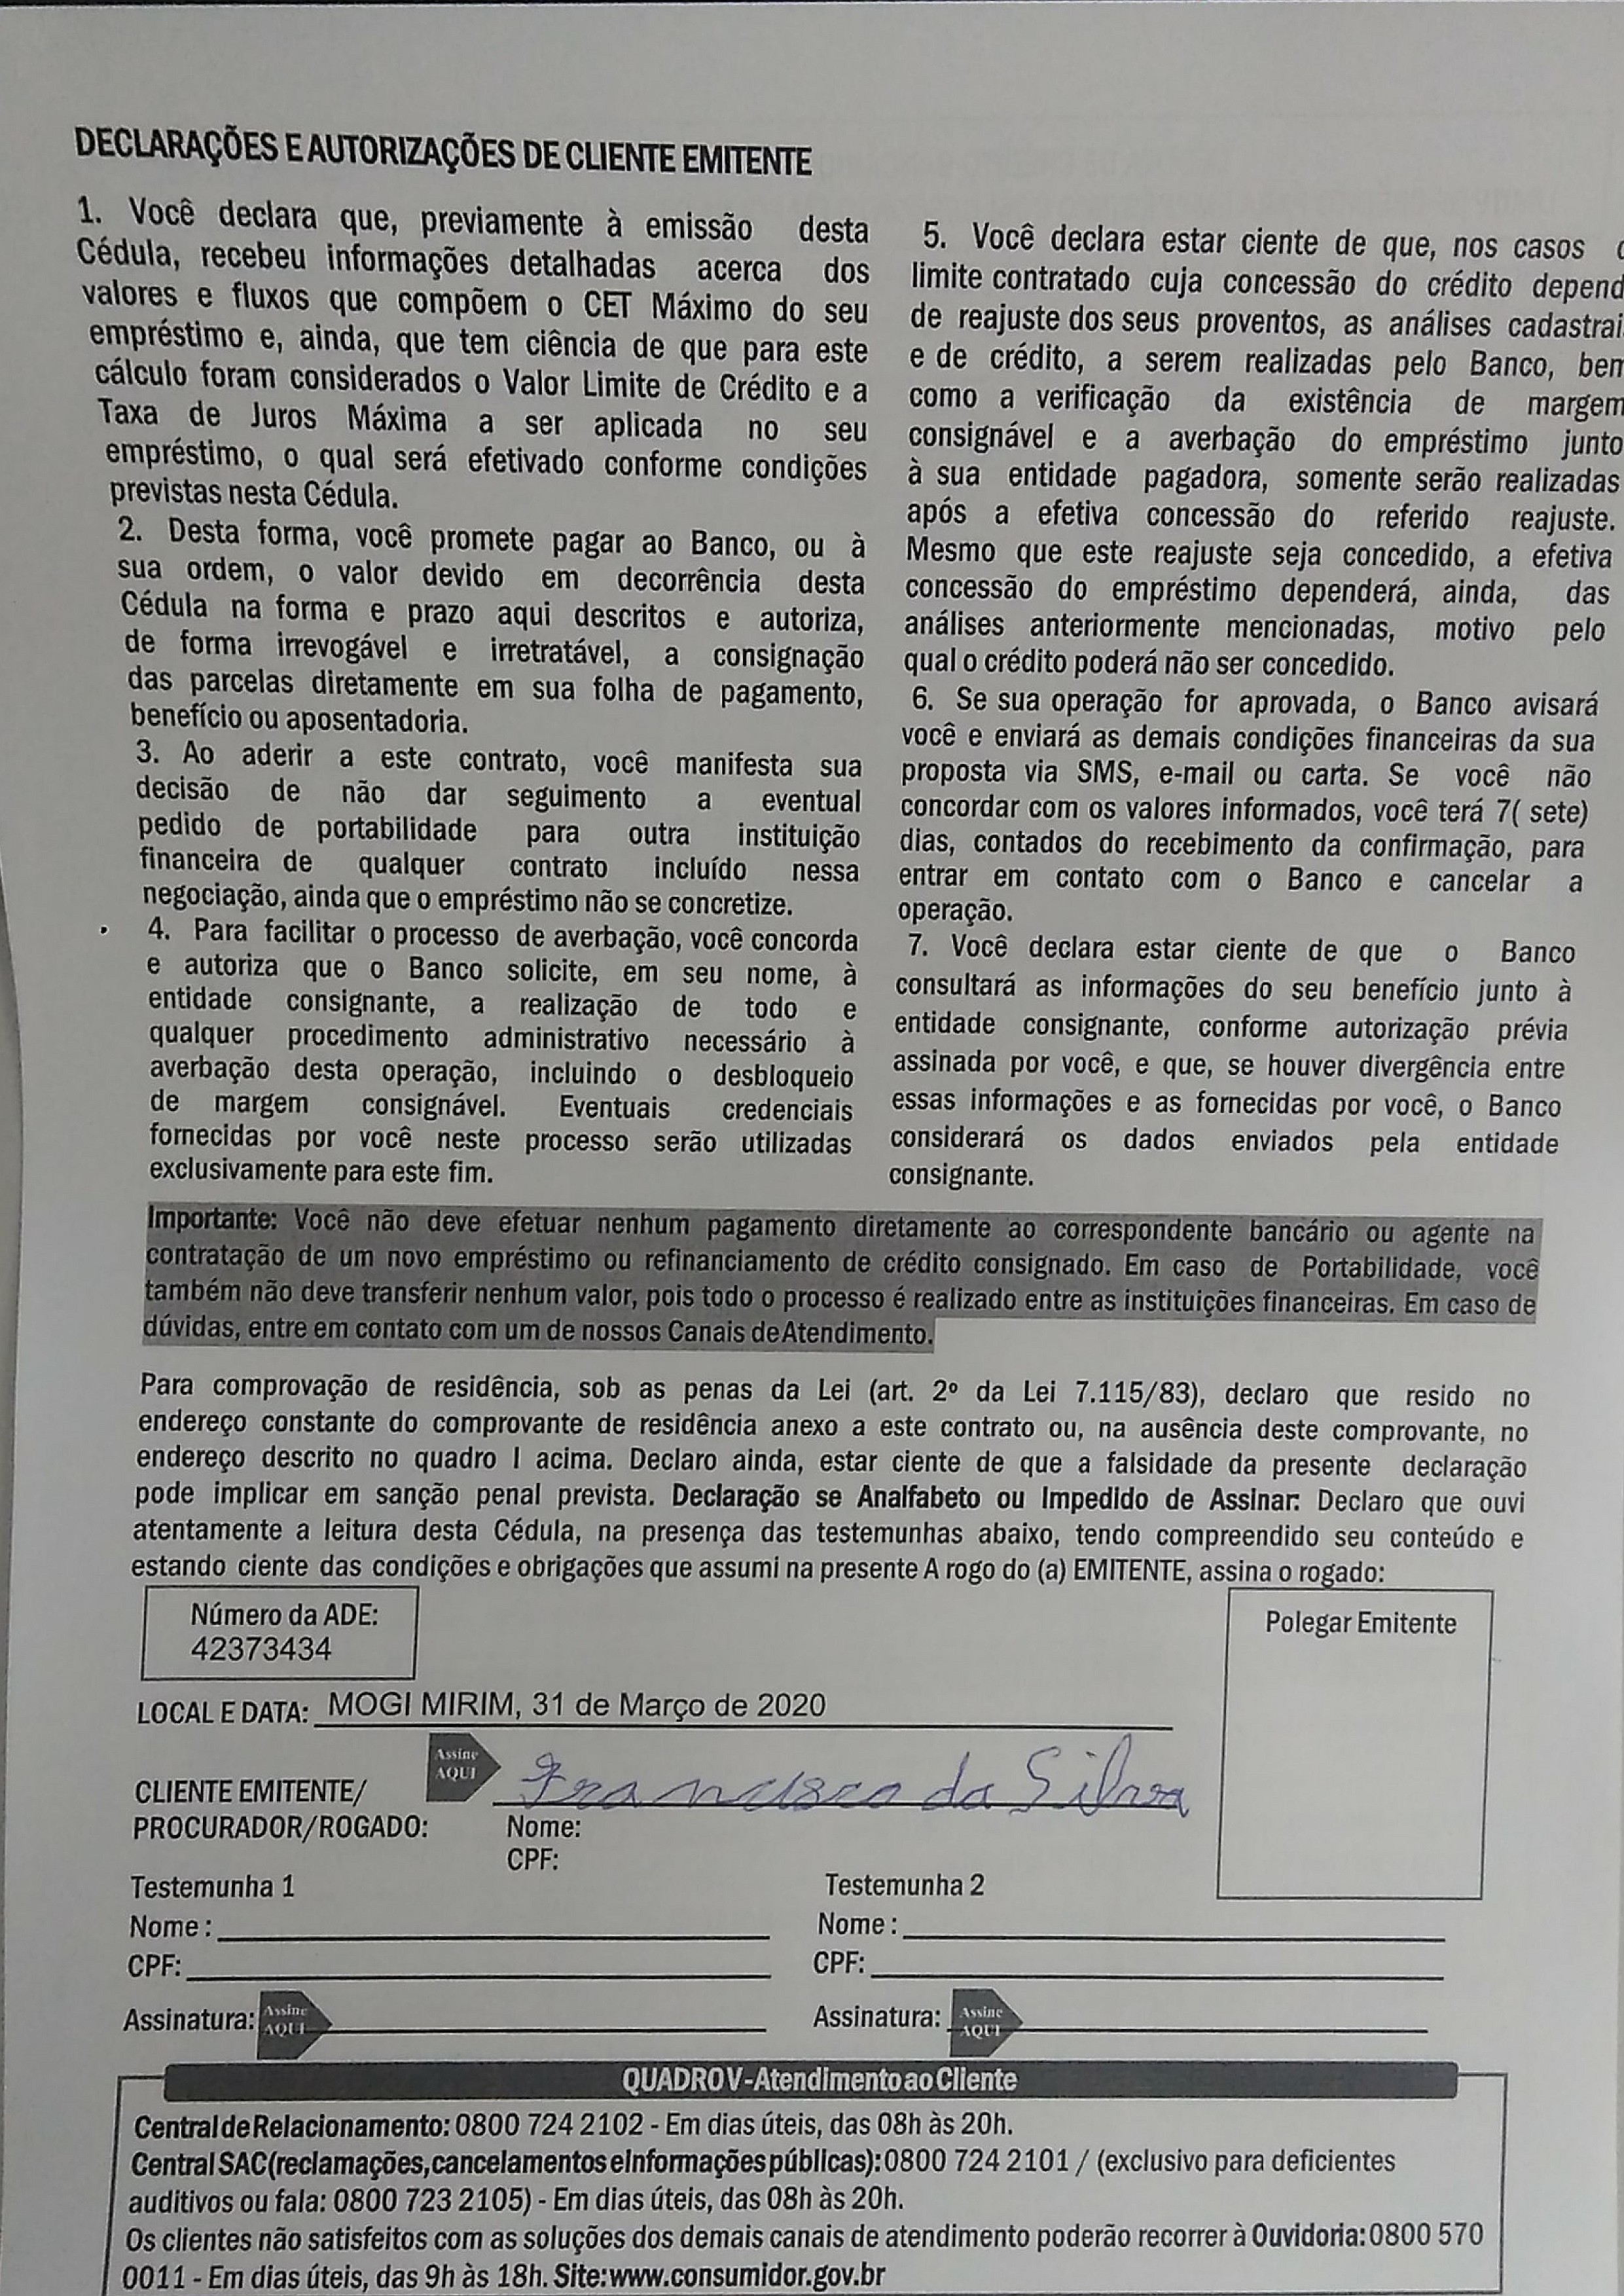 DECLARAÇÕES E AUTORIZAÇÕES DE CLIENTE EMITENTE
1. Você declara que, previamente à emissão desta
Cédula, recebeu informações detalhadas acerca dos
valores e fluxos que compõem o CET Máximo do seu
empréstimo e, ainda, que tem ciência de que para este
cálculo foram considerados o Valor Limite de Crédito e a
Taxa de Juros Máxima a ser aplicada no seu
empréstimo, o qual será efetivado conforme condições
previstas nesta Cédula.
2. Desta forma, você promete pagar ao Banco, ou à
sua ordem, o valor devido em decorrência desta
Cédula na forma e prazo aqui descritos e autoriza,
de forma irrevogável e irretratável, a consignação
das parcelas diretamente em sua folha de pagamento,
benefício ou aposentadoria.
3. Ao aderir a este contrato, você manifesta sua
decisão de não dar seguimento a eventual
pedido de portabilidade para outra instituição
financeira de qualquer contrato incluído nessa
negociação, ainda que o empréstimo não se concretize.
4. Para facilitar o processo de averbação, você concorda
e autoriza que o Banco solicite, em seu nome, à
entidade consignante, a realização de todo e
qualquer procedimento administrativo necessário à
averbação desta operação, incluindo o desbloqueio
de margem consignável. Eventuais credenciais
fornecidas por você neste processo serão utilizadas
exclusivamente para este fim.
5. Você declara estar ciente de que, nos casos
limite contratado cuja concessão do crédito depend
de reajuste dos seus proventos, as análises cadastrai
e de crédito, a serem realizadas pelo Banco, bem
como a verificação da existência de margem
consignável e a averbação do empréstimo junto
à sua entidade pagadora, somente serão realizadas
após a efetiva concessão do referido reajuste.
Mesmo que este reajuste seja concedido, a efetiva
concessão do empréstimo dependerá, ainda, das
análises anteriormente mencionadas, motivo pelo
qual o crédito poderá não ser concedido.
6. Se sua operação for aprovada, o Banco avisará
você e enviará as demais condições financeiras da sua
proposta via SMS, e-mail ou carta. Se você não
concordar com os valores informados, você terá 7( sete)
dias, contados do recebimento da confirmação, para
entrar em contato com o Banco e cancelar a
operação.
7. Você declara estar ciente de que o Banco
consultará as informações do seu benefício junto à
entidade consignante, conforme autorização prévia
assinada por você, e que, se houver divergência entre
essas informações e as fornecidas por você, o Banco
considerará os dados enviados pela entidade
consignante.
Importante: Você não deve efetuar nenhum pagamento diretamente ao correspondente bancário ou agente na
contratação de um novo empréstimo ou refinanciamento de crédito consignado. Em caso de Portabilidade, você
também não deve transferir nenhum valor, pois todo o processo é realizado entre as instituições financeiras. Em caso de
dúvidas, entre em contato com um de nossos Canais de Atendimento.
Para comprovação de residência, sob as penas da Lei (art. 2º da Lei 7.115/83), declaro que resido no
endereço constante do comprovante de residência anexo a este contrato ou, na ausência deste comprovante, no
endereço descrito no quadro I acima. Declaro ainda, estar ciente de que a falsidade da presente declaração
pode implicar em sanção penal prevista. Declaração se Analfabeto ou Impedido de Assinar: Declaro que ouvi
atentamente a leitura desta Cédula, na presença das testemunhas abaixo, tendo compreendido seu conteúdo e
estando ciente das condições e obrigações que assumi na presente A rogo do (a) EMITENTE, assina o rogado:
Número da ADE:
42373434
Polegar Emitente
LOCAL E DATA: MOGI MIRIM, 31 de Março de 2020
Assine
AQUI
CLIENTE EMITENTE/ Francisco da Silva
PROCURADOR/ROGADO: Nome:
CPF:
Testemunha 1 Testemunha 2
Nome : Nome :
CPF: CPF:
Assinatura: Assine AQUI Assinatura: Assine AQUI
QUADRO V - Atendimento ao Cliente
Central de Relacionamento: 0800 724 2102 - Em dias úteis, das 08h às 20h.
Central SAC (reclamações, cancelamentos e Informações públicas): 0800 724 2101 / (exclusivo para deficientes
auditivos ou fala: 0800 723 2105) - Em dias úteis, das 08h às 20h.
Os clientes não satisfeitos com as soluções dos demais canais de atendimento poderão recorrer à Ouvidoria: 0800 570
0011 - Em dias úteis, das 9h às 18h. Site: www.consumidor.gov.br